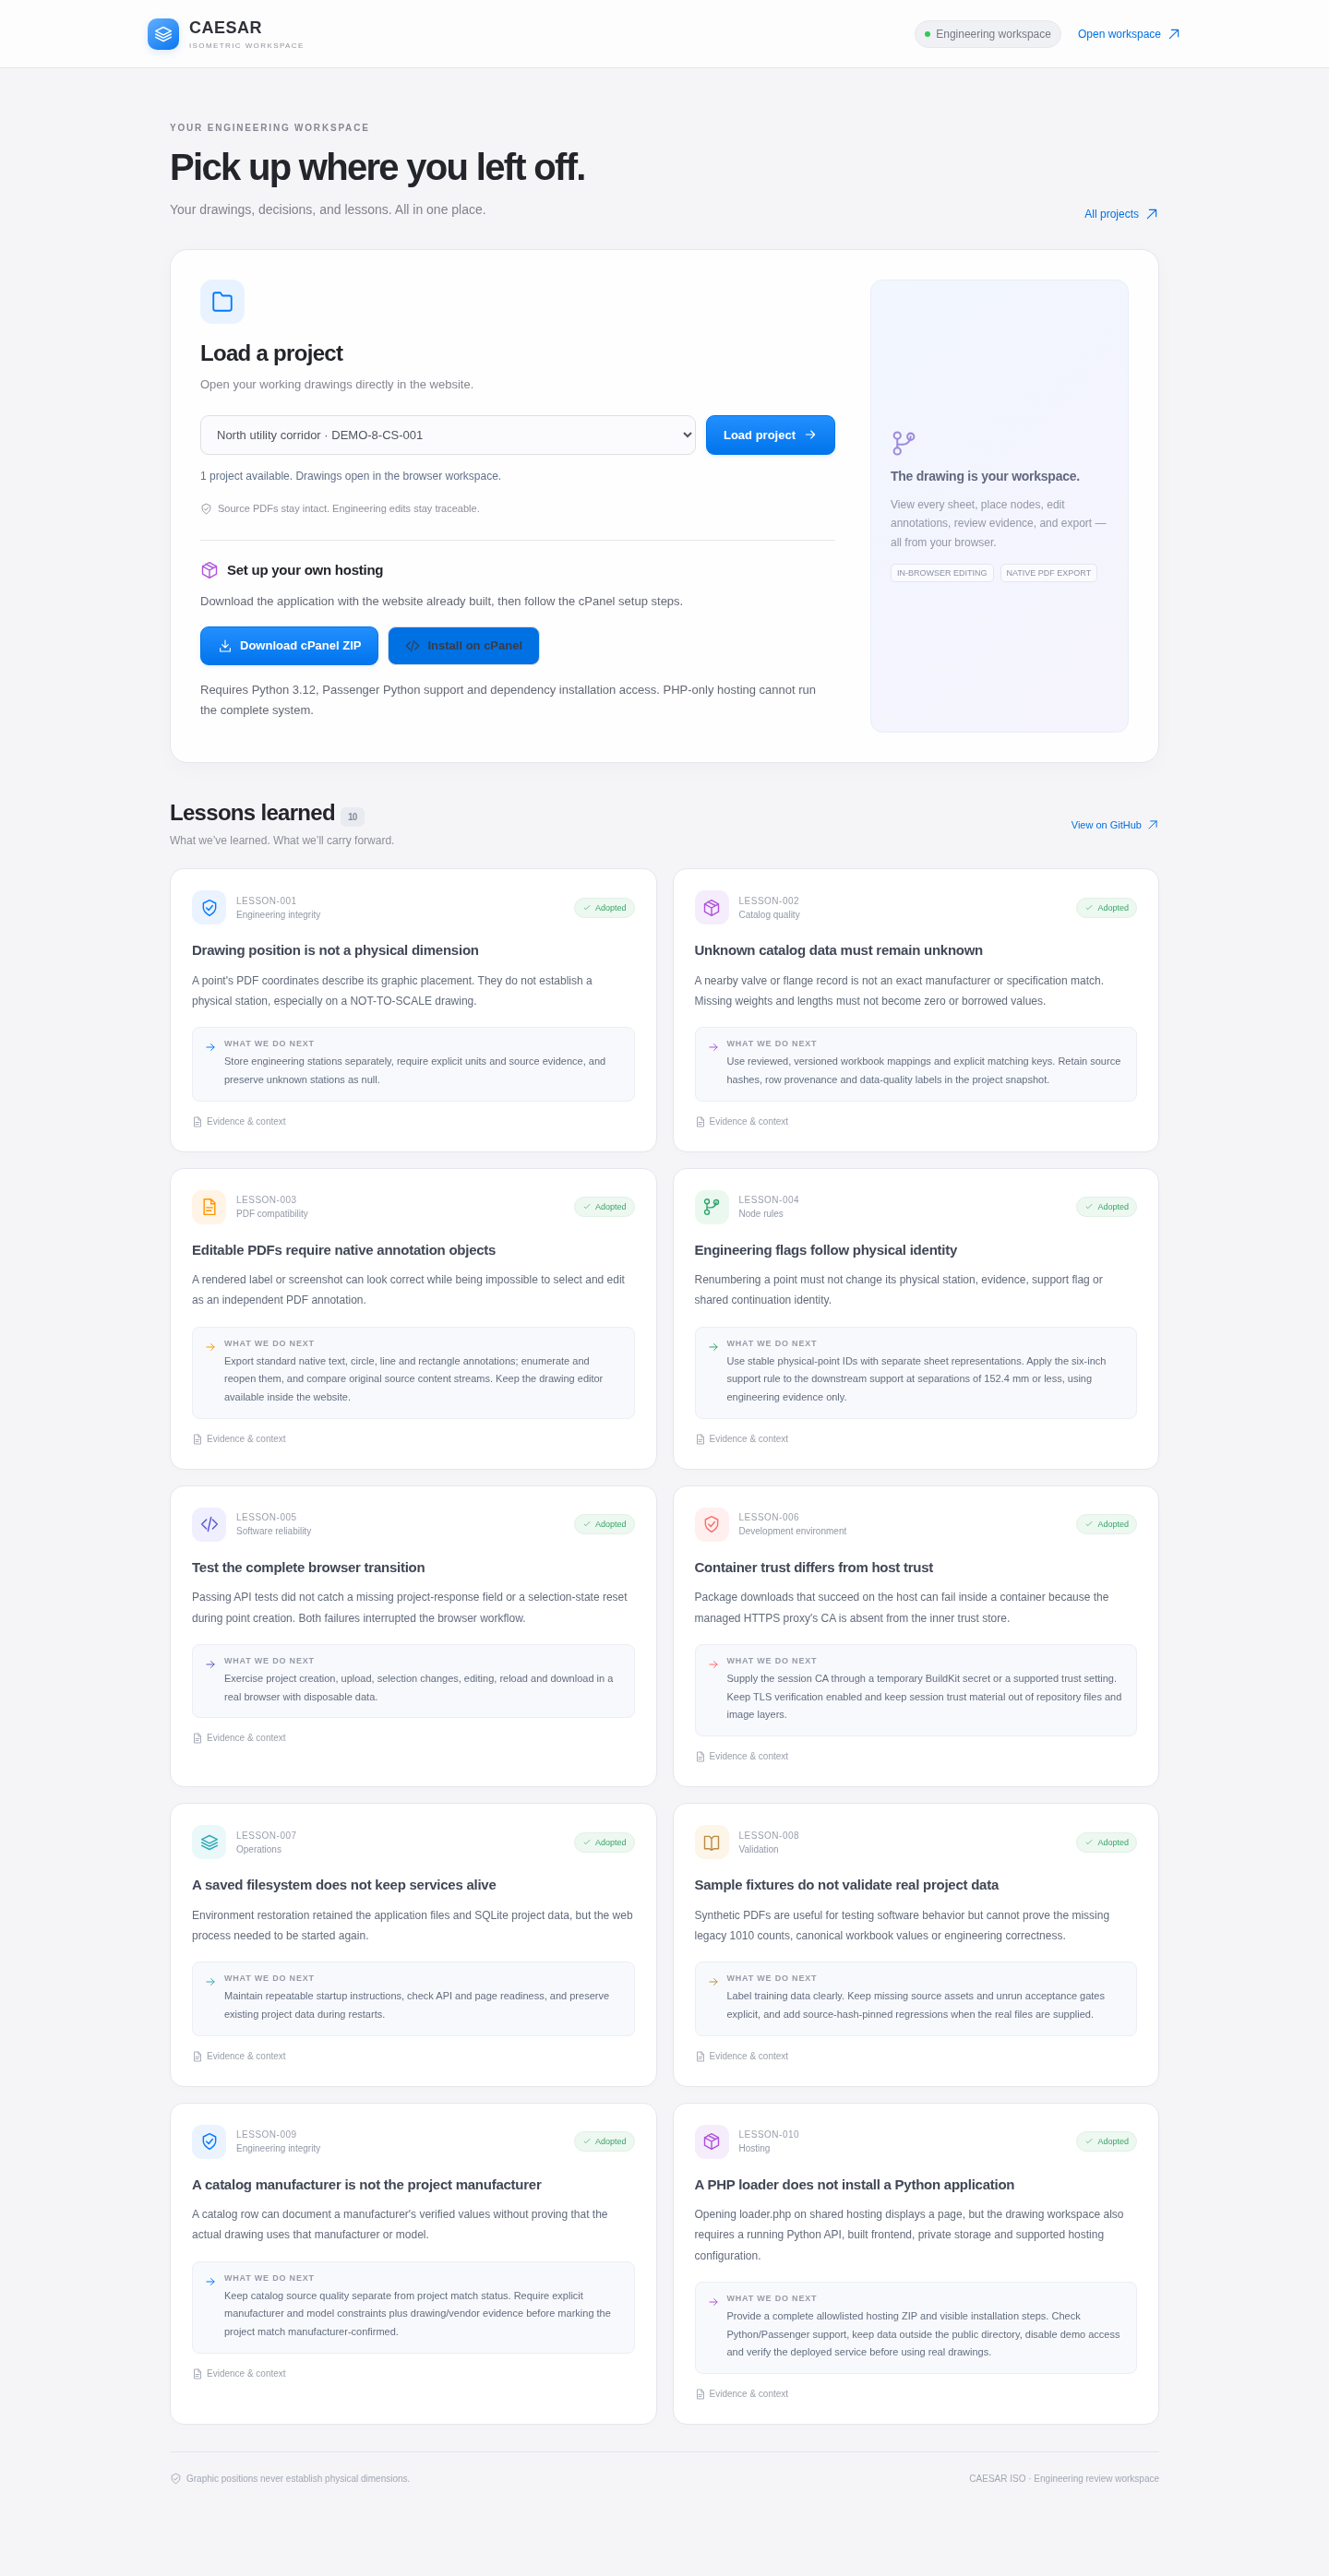 CAESAR
ISOMETRIC WORKSPACE
Engineering workspace
Open workspace
YOUR ENGINEERING WORKSPACE
Pick up where you left off.
Your drawings, decisions, and lessons. All in one place.
All projects
Load a project
Open your working drawings directly in the website.
North utility corridor · DEMO-8-CS-001
Load project
1 project available. Drawings open in the browser workspace.
Source PDFs stay intact. Engineering edits stay traceable.
Set up your own hosting
Download the application with the website already built, then follow the cPanel setup steps.
Download cPanel ZIP
Install on cPanel
Requires Python 3.12, Passenger Python support and dependency installation access. PHP-only hosting cannot run
the complete system.
The drawing is your workspace.
View every sheet, place nodes, edit
annotations, review evidence, and export —
all from your browser.
IN-BROWSER EDITING
NATIVE PDF EXPORT
Lessons learned 10
What we've learned. What we'll carry forward.
View on GitHub
LESSON-001
Engineering integrity
Adopted
Drawing position is not a physical dimension
A point's PDF coordinates describe its graphic placement. They do not establish a
physical station, especially on a NOT-TO-SCALE drawing.
WHAT WE DO NEXT
Store engineering stations separately, require explicit units and source evidence, and
preserve unknown stations as null.
Evidence & context
LESSON-002
Catalog quality
Adopted
Unknown catalog data must remain unknown
A nearby valve or flange record is not an exact manufacturer or specification match.
Missing weights and lengths must not become zero or borrowed values.
WHAT WE DO NEXT
Use reviewed, versioned workbook mappings and explicit matching keys. Retain source
hashes, row provenance and data-quality labels in the project snapshot.
Evidence & context
LESSON-003
PDF compatibility
Adopted
Editable PDFs require native annotation objects
A rendered label or screenshot can look correct while being impossible to select and edit
as an independent PDF annotation.
WHAT WE DO NEXT
Export standard native text, circle, line and rectangle annotations; enumerate and
reopen them, and compare original source content streams. Keep the drawing editor
available inside the website.
Evidence & context
LESSON-004
Node rules
Adopted
Engineering flags follow physical identity
Renumbering a point must not change its physical station, evidence, support flag or
shared continuation identity.
WHAT WE DO NEXT
Use stable physical-point IDs with separate sheet representations. Apply the six-inch
support rule to the downstream support at separations of 152.4 mm or less, using
engineering evidence only.
Evidence & context
LESSON-005
Software reliability
Adopted
Test the complete browser transition
Passing API tests did not catch a missing project-response field or a selection-state reset
during point creation. Both failures interrupted the browser workflow.
WHAT WE DO NEXT
Exercise project creation, upload, selection changes, editing, reload and download in a
real browser with disposable data.
Evidence & context
LESSON-006
Development environment
Adopted
Container trust differs from host trust
Package downloads that succeed on the host can fail inside a container because the
managed HTTPS proxy's CA is absent from the inner trust store.
WHAT WE DO NEXT
Supply the session CA through a temporary BuildKit secret or a supported trust setting.
Keep TLS verification enabled and keep session trust material out of repository files and
image layers.
Evidence & context
LESSON-007
Operations
Adopted
A saved filesystem does not keep services alive
Environment restoration retained the application files and SQLite project data, but the web
process needed to be started again.
WHAT WE DO NEXT
Maintain repeatable startup instructions, check API and page readiness, and preserve
existing project data during restarts.
Evidence & context
LESSON-008
Validation
Adopted
Sample fixtures do not validate real project data
Synthetic PDFs are useful for testing software behavior but cannot prove the missing
legacy 1010 counts, canonical workbook values or engineering correctness.
WHAT WE DO NEXT
Label training data clearly. Keep missing source assets and unrun acceptance gates
explicit, and add source-hash-pinned regressions when the real files are supplied.
Evidence & context
LESSON-009
Engineering integrity
Adopted
A catalog manufacturer is not the project manufacturer
A catalog row can document a manufacturer's verified values without proving that the
actual drawing uses that manufacturer or model.
WHAT WE DO NEXT
Keep catalog source quality separate from project match status. Require explicit
manufacturer and model constraints plus drawing/vendor evidence before marking the
project match manufacturer-confirmed.
Evidence & context
LESSON-010
Hosting
Adopted
A PHP loader does not install a Python application
Opening loader.php on shared hosting displays a page, but the drawing workspace also
requires a running Python API, built frontend, private storage and supported hosting
configuration.
WHAT WE DO NEXT
Provide a complete allowlisted hosting ZIP and visible installation steps. Check
Python/Passenger support, keep data outside the public directory, disable demo access
and verify the deployed service before using real drawings.
Evidence & context
Graphic positions never establish physical dimensions.
CAESAR ISO · Engineering review workspace